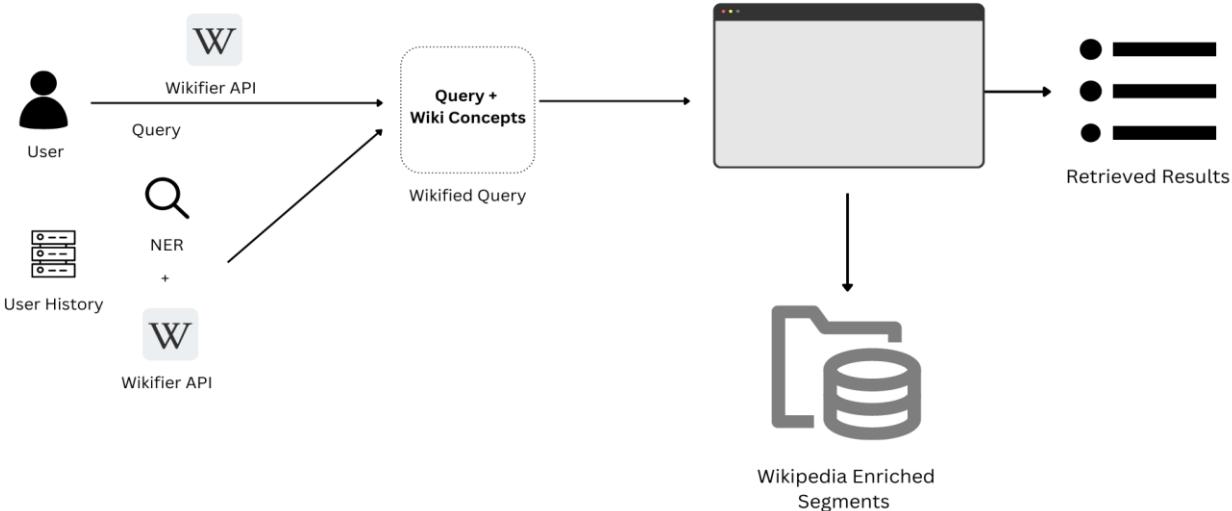 W
Wikifier API
Query
User
NER
+
User History
W
Wikifier API
Query +
Wiki Concepts
Wikified Query
Retrieved Results
Wikipedia Enriched
Segments